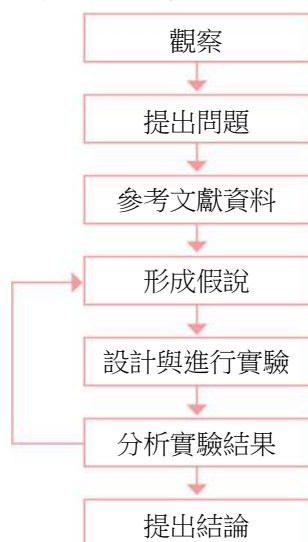 觀察
提出問題
參考文獻資料
形成假說
設計與進行實驗
分析實驗結果
提出結論